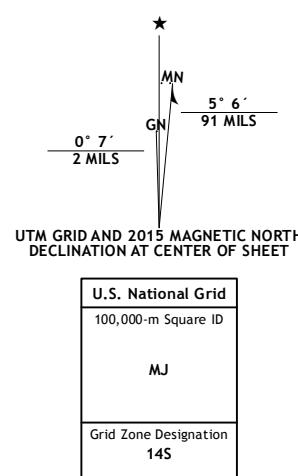 ★
MN
GN
5° 6´
91 MILS
0° 7´
2 MILS
UTM GRID AND 2015 MAGNETIC NORTH
DECLINATION AT CENTER OF SHEET
U.S. National Grid
100,000-m Square ID
MJ
Grid Zone Designation
14S